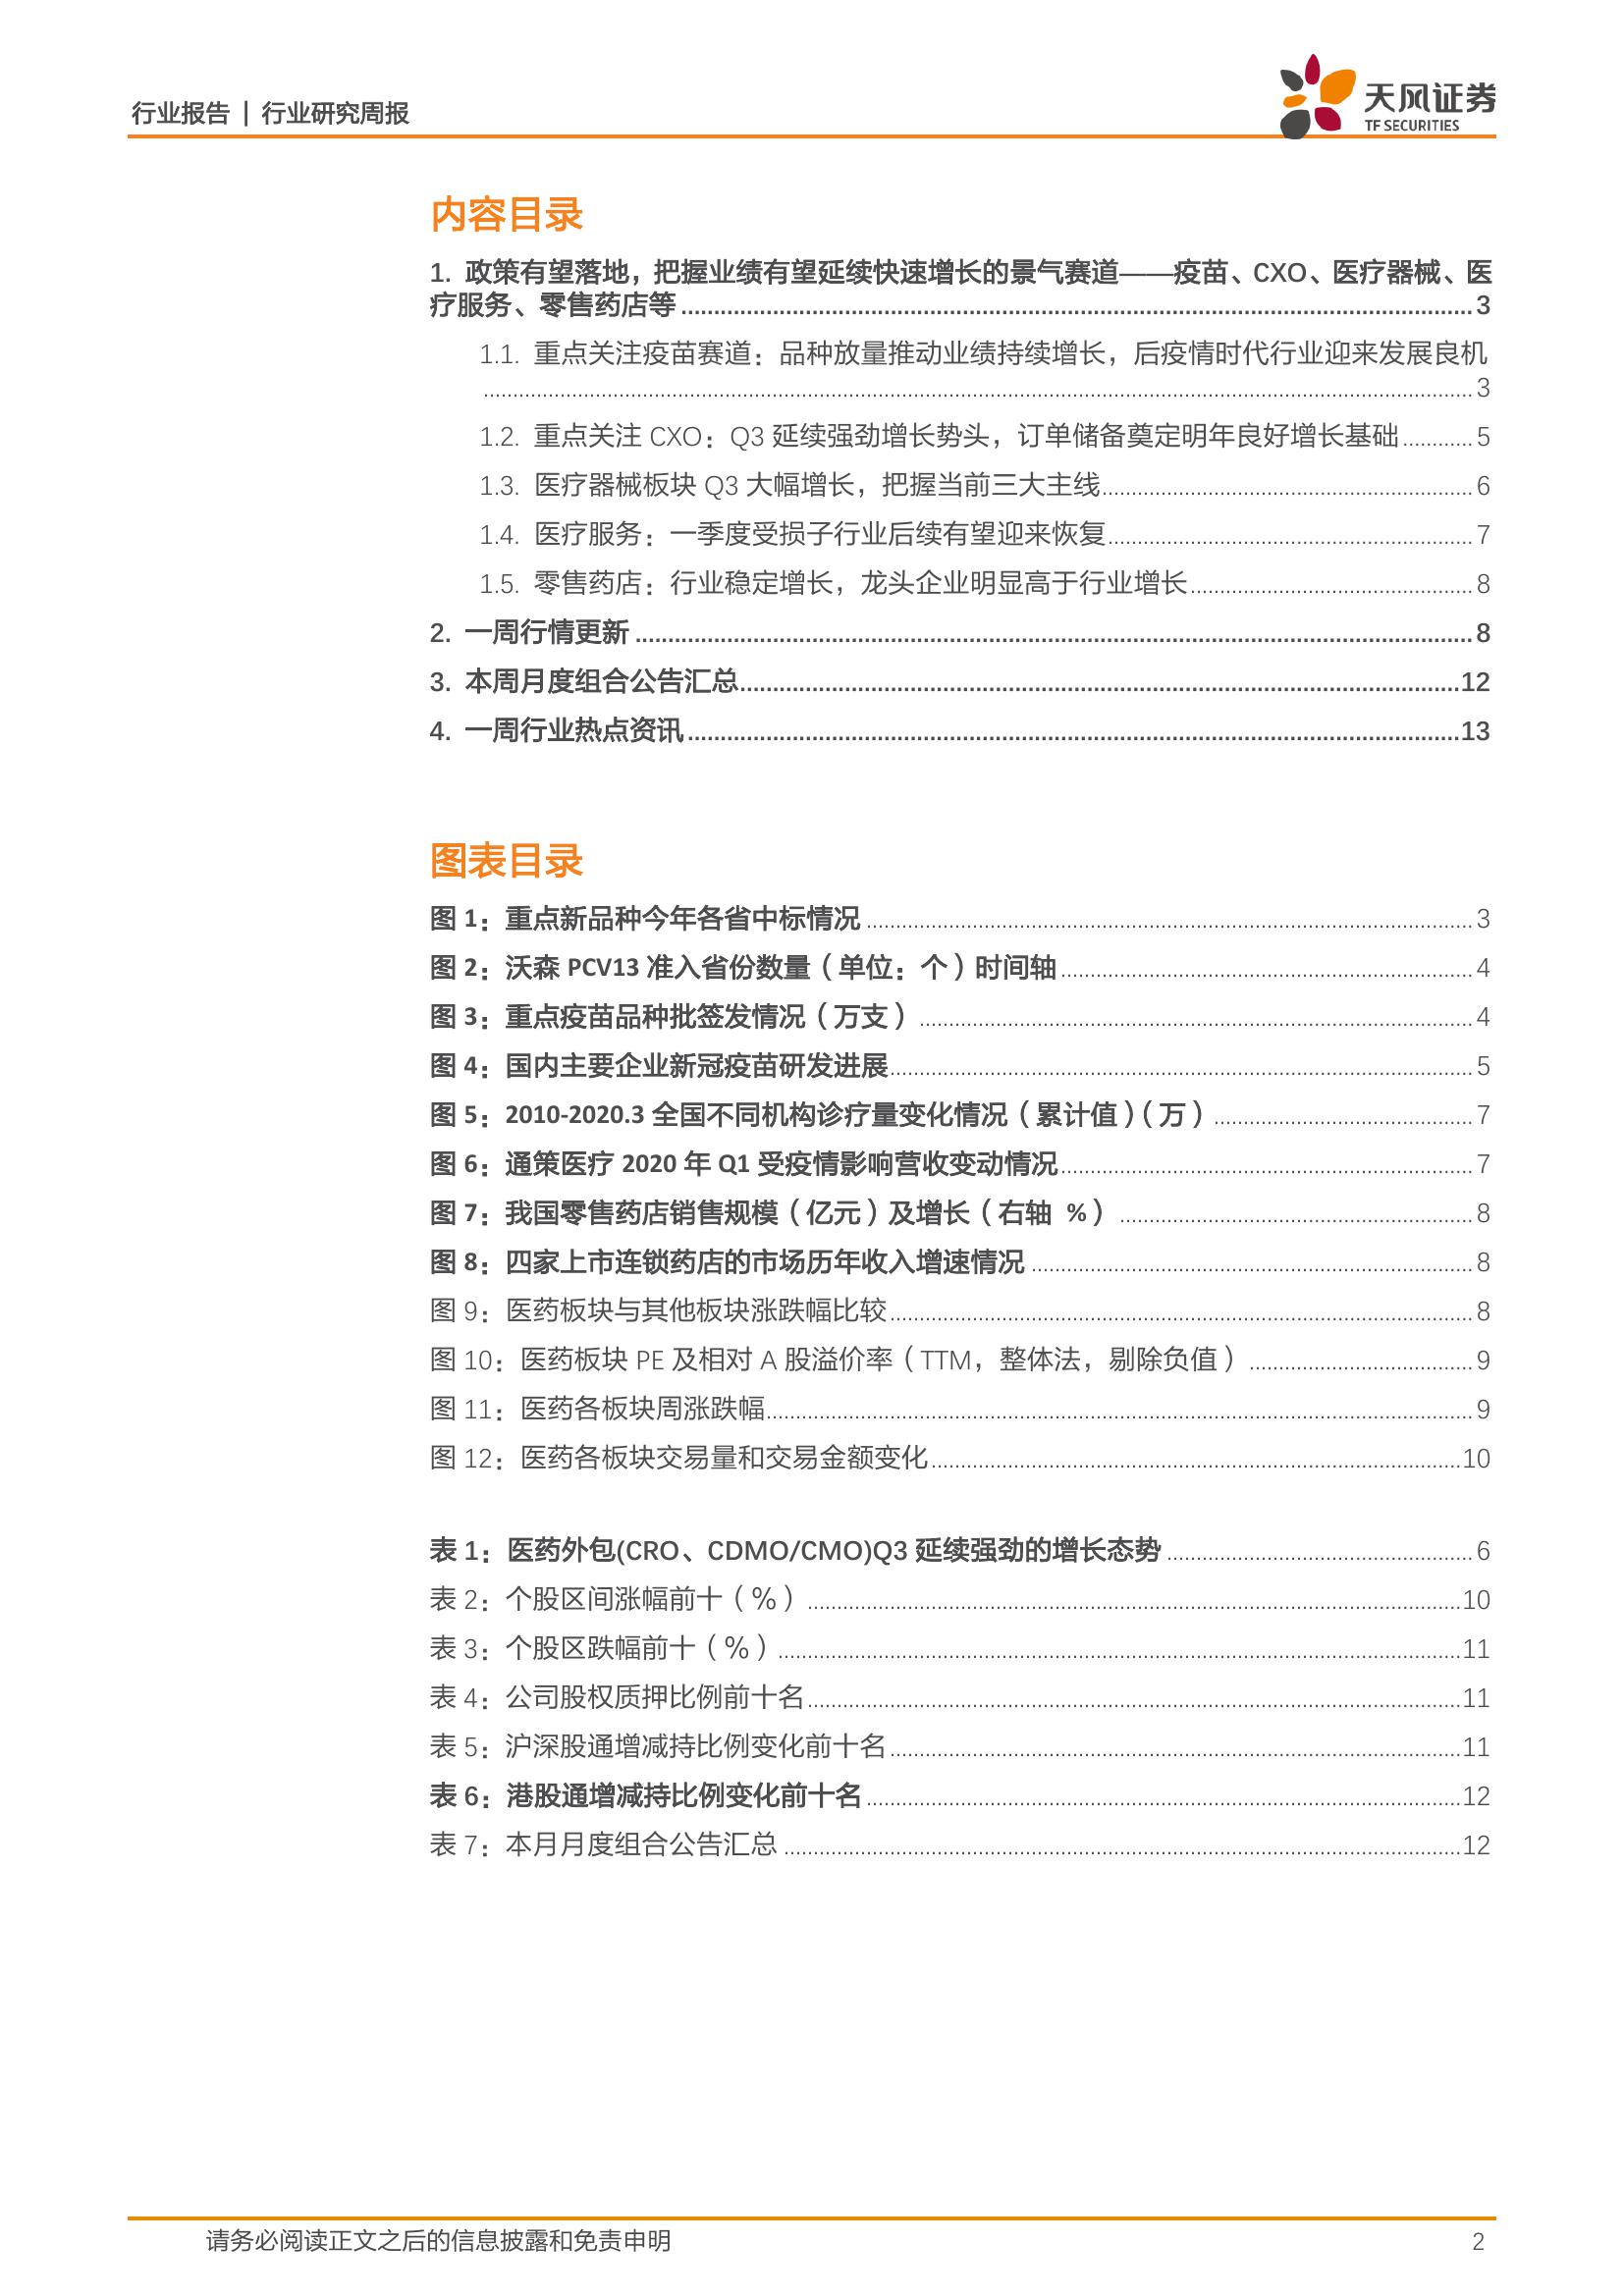 行业报告 | 行业研究周报
天风证券
TF SECURITIES
内容目录
1. 政策有望落地，把握业绩有望延续快速增长的景气赛道——疫苗、CXO、医疗器械、医
疗服务、零售药店等 3
1.1. 重点关注疫苗赛道：品种放量推动业绩持续增长，后疫情时代行业迎来发展良机
3
1.2. 重点关注 CXO：Q3 延续强劲增长势头，订单储备奠定明年良好增长基础 5
1.3. 医疗器械板块 Q3 大幅增长，把握当前三大主线 6
1.4. 医疗服务：一季度受损子行业后续有望迎来恢复 7
1.5. 零售药店：行业稳定增长，龙头企业明显高于行业增长 8
2. 一周行情更新 8
3. 本周月度组合公告汇总 12
4. 一周行业热点资讯 13
图表目录
图 1：重点新品种今年各省中标情况 3
图 2：沃森 PCV13 准入省份数量（单位：个）时间轴 4
图 3：重点疫苗品种批签发情况（万支） 4
图 4：国内主要企业新冠疫苗研发进展 5
图 5：2010-2020.3 全国不同机构诊疗量变化情况（累计值）（万） 7
图 6：通策医疗 2020 年 Q1 受疫情影响营收变动情况 7
图 7：我国零售药店销售规模（亿元）及增长（右轴 %） 8
图 8：四家上市连锁药店的市场历年收入增速情况 8
图 9：医药板块与其他板块涨跌幅比较 8
图 10：医药板块 PE 及相对 A 股溢价率（TTM，整体法，剔除负值） 9
图 11：医药各板块周涨跌幅 9
图 12：医药各板块交易量和交易金额变化 10
表 1：医药外包(CRO、CDMO/CMO)Q3 延续强劲的增长态势 6
表 2：个股区间涨幅前十（%） 10
表 3：个股区跌幅前十（%） 11
表 4：公司股权质押比例前十名 11
表 5：沪深股通增减持比例变化前十名 11
表 6：港股通增减持比例变化前十名 12
表 7：本月月度组合公告汇总 12
请务必阅读正文之后的信息披露和免责申明 2